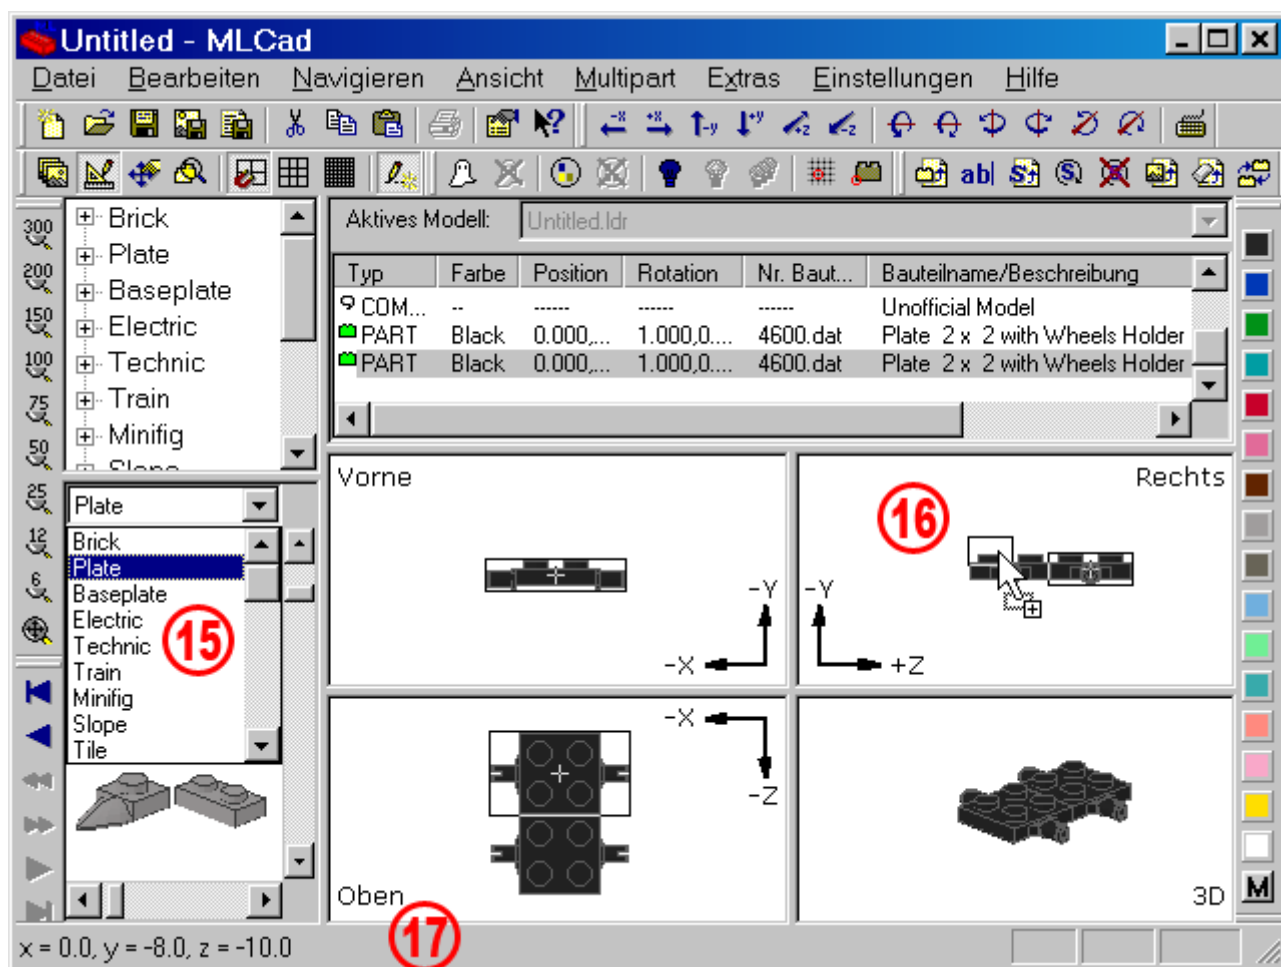 Untitled - MLCad
Datei Bearbeiten Navigieren Ansicht Multipart Extras Einstellungen Hilfe
-x +x -y +y +z -z
ab| S S
300
200
150
100
75
50
25
12
6
Brick
Plate
Baseplate
Electric
Technic
Train
Minifig
Slope
Aktives Modell: Untitled.ldr
Typ Farbe Position Rotation Nr. Baut... Bauteilname/Beschreibung
COM... -- ------ ------ ------ Unofficial Model
PART Black 0.000,... 1.000,0.... 4600.dat Plate 2 x 2 with Wheels Holder
PART Black 0.000,... 1.000,0.... 4600.dat Plate 2 x 2 with Wheels Holder
Plate
Brick
Plate
Baseplate
Electric
Technic
Train
Minifig
Slope
Tile
15
Vorne
-Y
-X
Rechts
16
-Y
+Z
Oben
-X
-Z
17
3D
M
x = 0.0, y = -8.0, z = -10.0